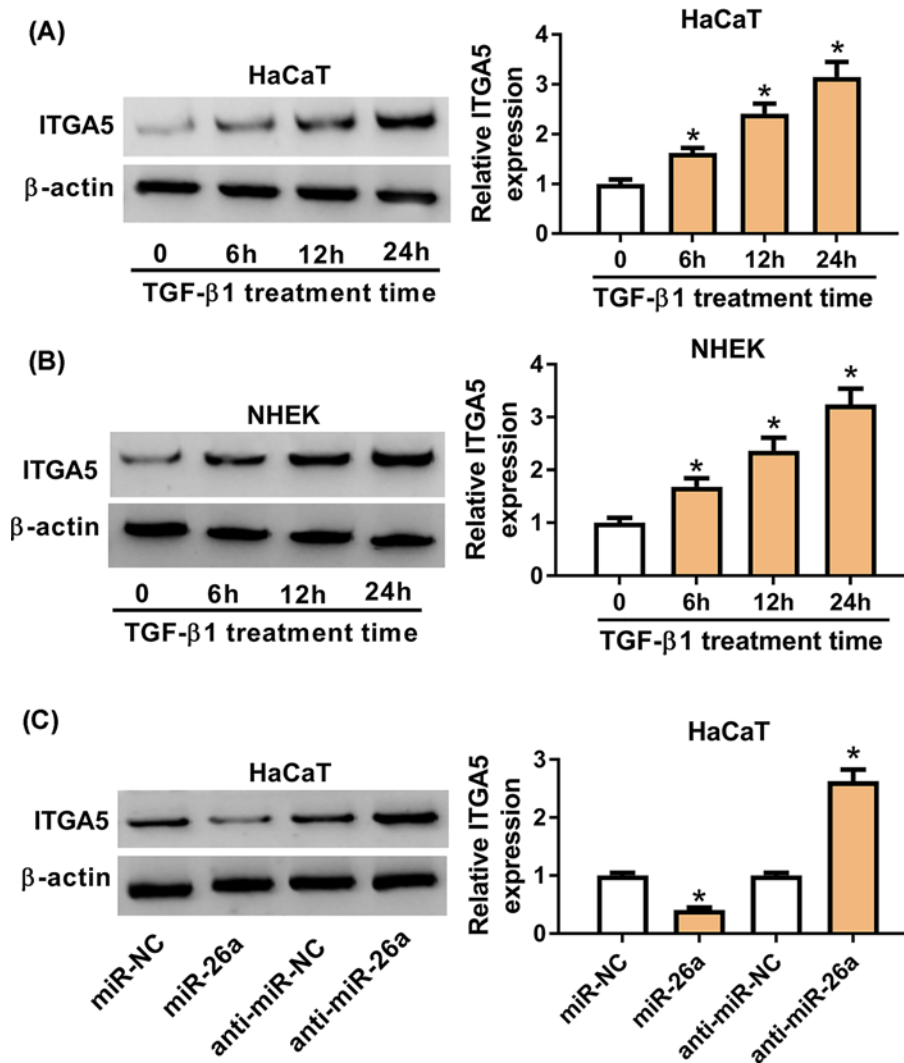 (A)
HaCaT
ITGA5
β-actin
0 6h 12h 24h
TGF-β1 treatment time
HaCaT
Relative ITGA5
expression
4
3
2
1
0
0 6h 12h 24h
TGF-β1 treatment time
* * *
(B)
NHEK
ITGA5
β-actin
0 6h 12h 24h
TGF-β1 treatment time
NHEK
Relative ITGA5
expression
4
3
2
1
0
0 6h 12h 24h
TGF-β1 treatment time
* * *
(C)
HaCaT
ITGA5
β-actin
miR-NC miR-26a anti-miR-NC anti-miR-26a
HaCaT
Relative ITGA5
expression
3
2
1
0
miR-NC miR-26a anti-miR-NC anti-miR-26a
* *